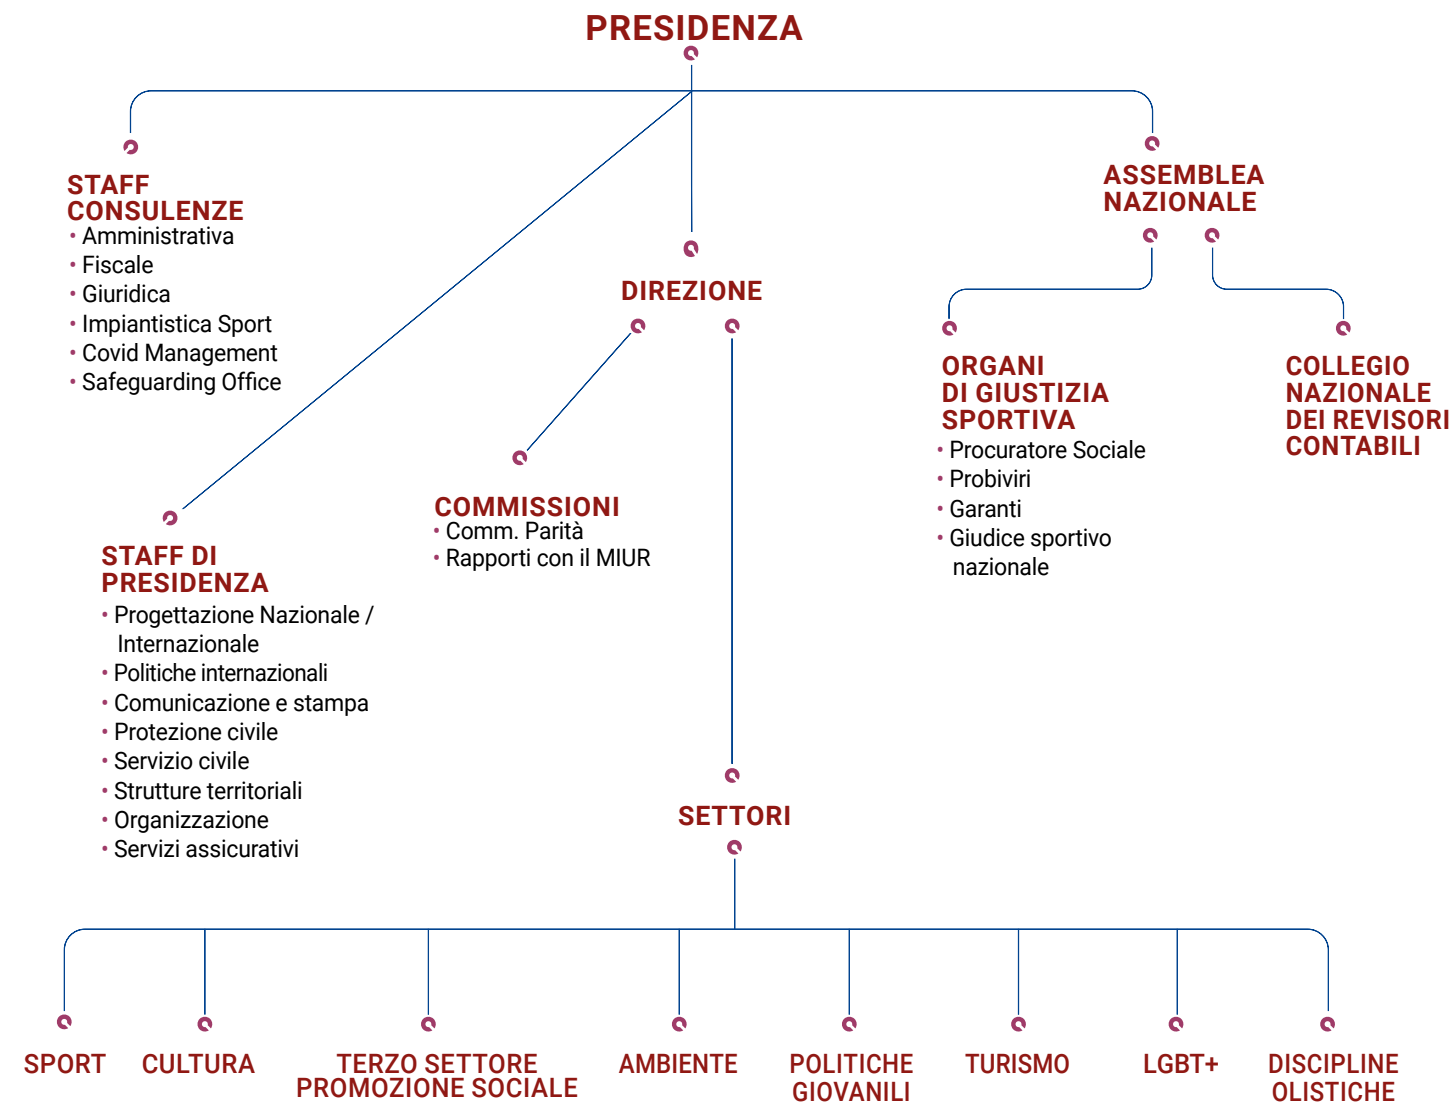 PRESIDENZA
STAFF
CONSULENZE
• Amministrativa
• Fiscale
• Giuridica
• Impiantistica Sport
• Covid Management
• Safeguarding Office
ASSEMBLEA
NAZIONALE
DIREZIONE
ORGANI
DI GIUSTIZIA
SPORTIVA
• Procuratore Sociale
• Probiviri
• Garanti
• Giudice sportivo
nazionale
COLLEGIO
NAZIONALE
DEI REVISORI
CONTABILI
COMMISSIONI
• Comm. Parità
• Rapporti con il MIUR
STAFF DI
PRESIDENZA
• Progettazione Nazionale /
Internazionale
• Politiche internazionali
• Comunicazione e stampa
• Protezione civile
• Servizio civile
• Strutture territoriali
• Organizzazione
• Servizi assicurativi
SETTORI
SPORT
CULTURA
TERZO SETTORE
PROMOZIONE SOCIALE
AMBIENTE
POLITICHE
GIOVANILI
TURISMO
LGBT+
DISCIPLINE
OLISTICHE